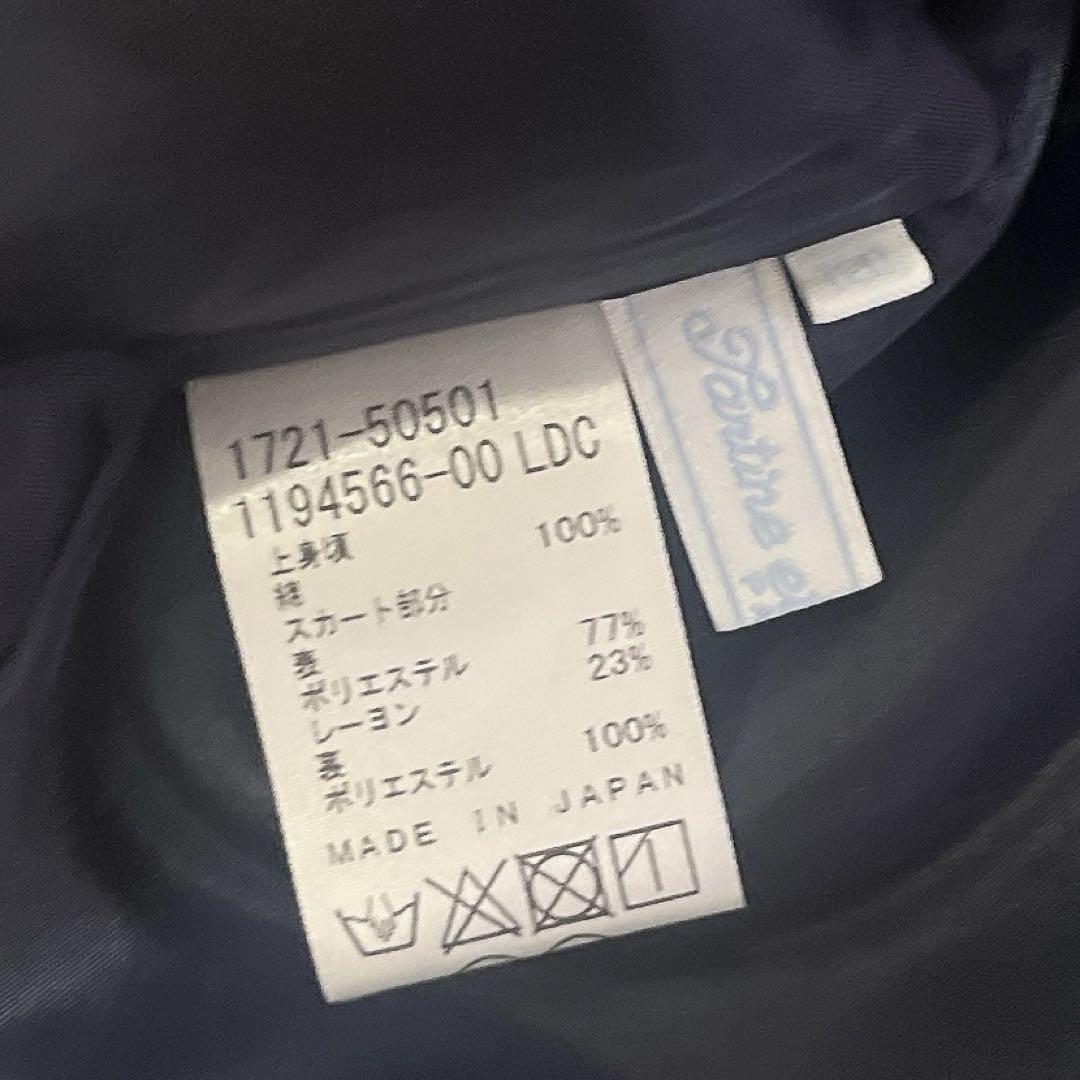 1721-50501
1194566-00 LDC
上身頃
綿 100%
スカート部分
表
ポリエステル 77%
レーヨン 23%
裏
ポリエステル 100%
MADE IN JAPAN